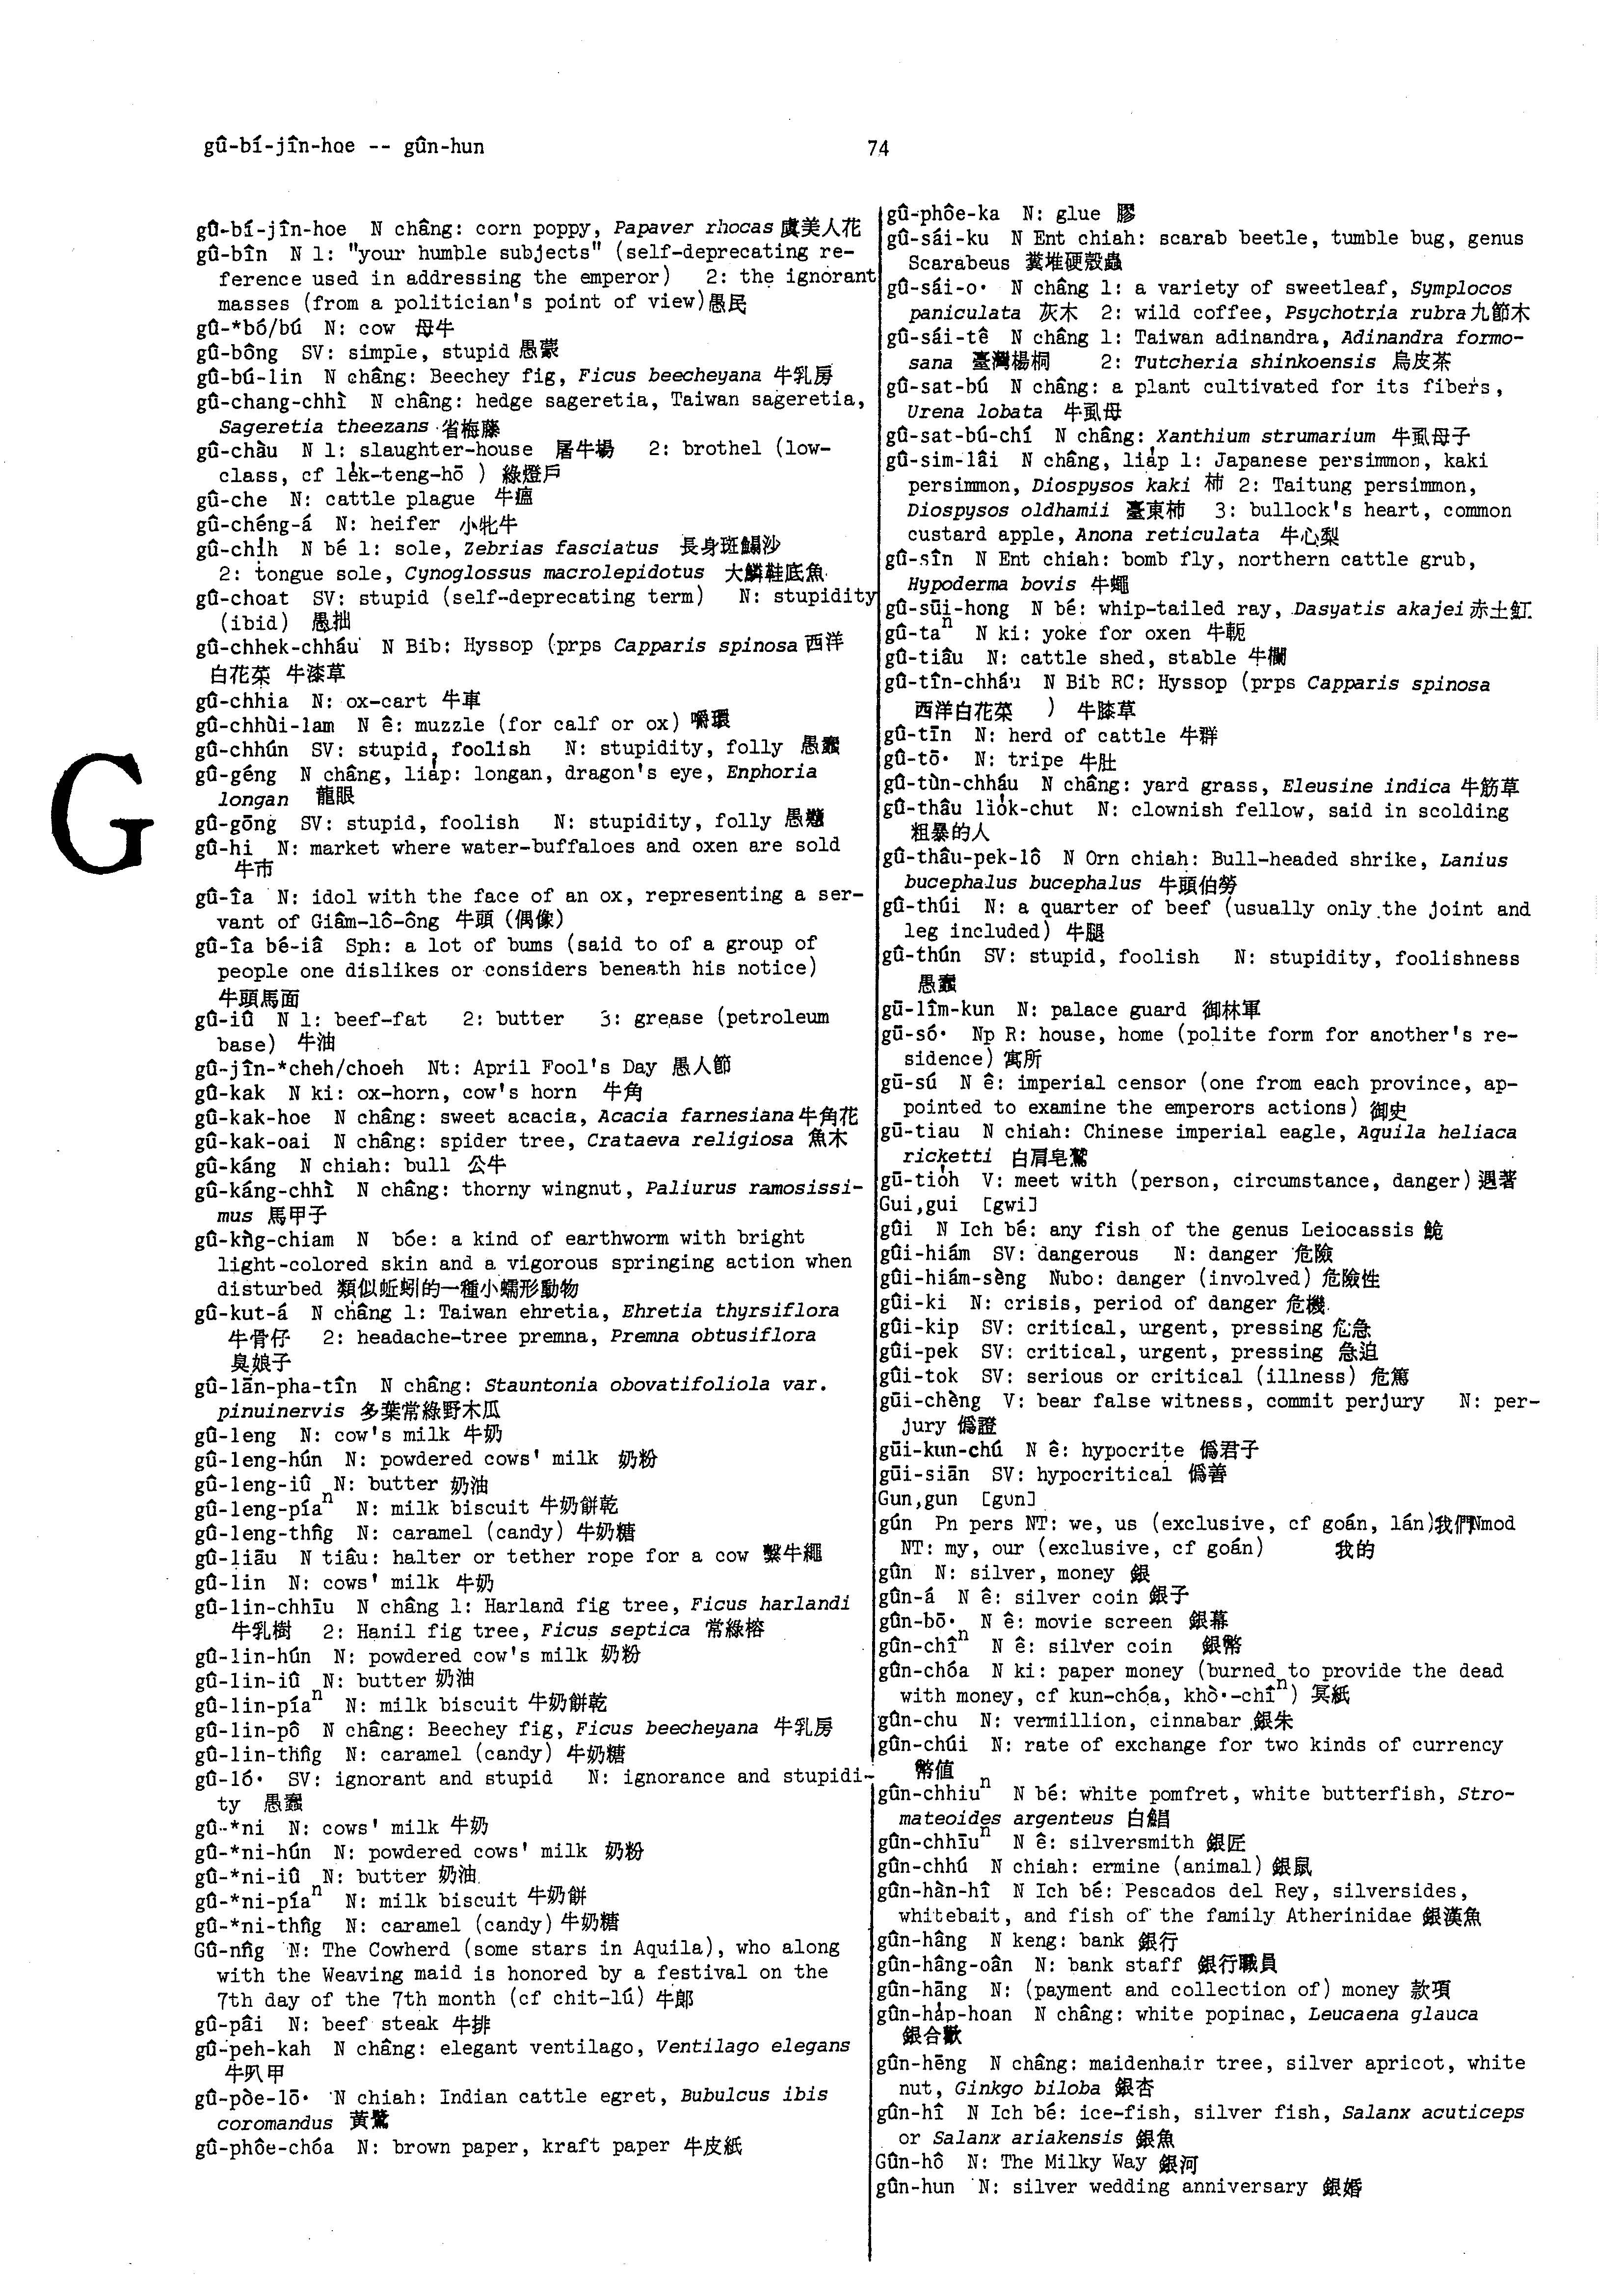 gû-bí-jîn-hoe -- gûn-hun
74
gû-bí-jîn-hoe N châng: corn poppy, Papaver rhocas 虞美人花
gû-bîn N 1: "your humble subjects" (self-deprecating re-
ference used in addressing the emperor) 2: the ignorant
masses (from a politician's point of view) 愚民
gû-*bó/bú N: cow 母牛
gû-bông SV: simple, stupid 愚蒙
gû-bú-lin N châng: Beechey fig, Ficus beecheyana 牛乳房
gû-chang-chhì N châng: hedge sageretia, Taiwan sageretia,
Sageretia theezans 省梅藤
gû-chàu N 1: slaughter-house 屠牛場 2: brothel (low-
class, cf le̍k-teng-hō ) 綠燈戶
gû-che N: cattle plague 牛瘟
gû-chéng-á N: heifer 小牝牛
gû-chi̍h N bé 1: sole, Zebrias fasciatus 長身斑鰨沙
2: tongue sole, Cynoglossus macrolepidotus 大鱗鞋底魚
gû-choat SV: stupid (self-deprecating term) N: stupidity
(ibid) 愚拙
gû-chhek-chháu N Bib: Hyssop (prps Capparis spinosa 西洋
白花菜 牛漆草
gû-chhia N: ox-cart 牛車
gû-chhùi-lam N ê: muzzle (for calf or ox) 嚼環
gû-chhún SV: stupid, foolish N: stupidity, folly 愚蠢
gû-géng N châng, lia̍p: longan, dragon's eye, Enphoria
longan 龍眼
G
gû-gōng SV: stupid, foolish N: stupidity, folly 愚戇
gû-hi N: market where water-buffaloes and oxen are sold
牛市
gû-îa N: idol with the face of an ox, representing a ser-
vant of Giâm-lô-ông 牛頭 (偶像)
gû-îa bé-iâ Sph: a lot of bums (said to of a group of
people one dislikes or considers beneath his notice)
牛頭馬面
gû-iû N 1: beef-fat 2: butter 3: grease (petroleum
base) 牛油
gû-jîn-*cheh/choeh Nt: April Fool's Day 愚人節
gû-kak N ki: ox-horn, cow's horn 牛角
gû-kak-hoe N châng: sweet acacia, Acacia farnesiana 牛角花
gû-kak-oai N châng: spider tree, Crataeva religiosa 魚木
gû-káng N chiah: bull 公牛
gû-káng-chhì N châng: thorny wingnut, Paliurus ramosissi-
mus 馬甲子
gû-kǹg-chiam N bóe: a kind of earthworm with bright
light-colored skin and a vigorous springing action when
disturbed 類似蚯蚓的一種小蠕形動物
gû-kut-á N châng 1: Taiwan ehretia, Ehretia thyrsiflora
牛骨仔 2: headache-tree premna, Premna obtusiflora
臭娘子
gû-lān-pha-tîn N châng: Stauntonia obovatifoliola var.
pinuinervis 多葉常綠野木瓜
gû-leng N: cow's milk 牛奶
gû-leng-hún N: powdered cows' milk 奶粉
gû-leng-iû N: butter 奶油
gû-leng-píaⁿ N: milk biscuit 牛奶餅乾
gû-leng-thn̂g N: caramel (candy) 牛奶糖
gû-liāu N tiâu: halter or tether rope for a cow 繫牛繩
gû-lin N: cows' milk 牛奶
gû-lin-chhīu N châng 1: Harland fig tree, Ficus harlandi
牛乳樹 2: Hanil fig tree, Ficus septica 常綠榕
gû-lin-hún N: powdered cow's milk 奶粉
gû-lin-iû N: butter 奶油
gû-lin-píaⁿ N: milk biscuit 牛奶餅乾
gû-lin-pô N châng: Beechey fig, Ficus beecheyana 牛乳房
gû-lin-thn̂g N: caramel (candy) 牛奶糖
gû-ló· SV: ignorant and stupid N: ignorance and stupidi-
ty 愚蠢
gû-*ni N: cows' milk 牛奶
gû-*ni-hún N: powdered cows' milk 奶粉
gû-*ni-iû N: butter 奶油
gû-*ni-píaⁿ N: milk biscuit 牛奶餅
gû-*ni-thn̂g N: caramel (candy) 牛奶糖
Gû-nn̂g N: The Cowherd (some stars in Aquila), who along
with the Weaving maid is honored by a festival on the
7th day of the 7th month (cf chit-lú) 牛郎
gû-pâi N: beef steak 牛排
gû-peh-kah N châng: elegant ventilago, Ventilago elegans
牛叭甲
gû-pòe-lō· N chiah: Indian cattle egret, Bubulcus ibis
coromandus 黃鷺
gû-phôe-chóa N: brown paper, kraft paper 牛皮紙
gû-phôe-ka N: glue 膠
gû-sái-ku N Ent chiah: scarab beetle, tumble bug, genus
Scarabeus 糞堆硬殼蟲
gû-sái-o· N châng 1: a variety of sweetleaf, Symplocos
paniculata 灰木 2: wild coffee, Psychotria rubra 九節木
gû-sái-tê N châng 1: Taiwan adinandra, Adinandra formo-
sana 臺灣楊桐 2: Tutcheria shinkoensis 烏皮茶
gû-sat-bú N châng: a plant cultivated for its fibers,
Urena lobata 牛虱母
gû-sat-bú-chí N châng: Xanthium strumarium 牛虱母子
gû-sim-lâi N châng, lia̍p 1: Japanese persimmon, kaki
persimmon, Diospysos kaki 柿 2: Taitung persimmon,
Diospysos oldhamii 臺東柿 3: bullock's heart, common
custard apple, Anona reticulata 牛心梨
gû-sîn N Ent chiah: bomb fly, northern cattle grub,
Hypoderma bovis 牛蠅
gû-sūi-hong N bé: whip-tailed ray, Dasyatis akajei 赤土魟
gû-taⁿ N ki: yoke for oxen 牛軛
gû-tiâu N: cattle shed, stable 牛欄
gû-tîn-chháu N Bib RC: Hyssop (prps Capparis spinosa
西洋白花菜 ) 牛膝草
gû-tīn N: herd of cattle 牛群
gû-tō· N: tripe 牛肚
gû-tùn-chháu N châng: yard grass, Eleusine indica 牛筋草
gû-thâu lio̍k-chut N: clownish fellow, said in scolding
粗暴的人
gû-thâu-pek-lô N Orn chiah: Bull-headed shrike, Lanius
bucephalus bucephalus 牛頭伯勞
gû-thúi N: a quarter of beef (usually only the joint and
leg included) 牛腿
gû-thún SV: stupid, foolish N: stupidity, foolishness
愚蠢
gū-lîm-kun N: palace guard 御林軍
gū-só· Np R: house, home (polite form for another's re-
sidence) 寓所
gū-sú N ê: imperial censor (one from each province, ap-
pointed to examine the emperors actions) 御史
gū-tiau N chiah: Chinese imperial eagle, Aquila heliaca
ricketti 白肩皂鵰
gū-tio̍h V: meet with (person, circumstance, danger) 遇著
Gui,gui [gwi]
gûi N Ich bé: any fish of the genus Leiocassis 鮠
gûi-hiám SV: dangerous N: danger 危險
gûi-hiám-sèng Nubo: danger (involved) 危險性
gûi-ki N: crisis, period of danger 危機
gûi-kip SV: critical, urgent, pressing 危急
gûi-pek SV: critical, urgent, pressing 急迫
gûi-tok SV: serious or critical (illness) 危篤
gūi-chèng V: bear false witness, commit perjury N: per-
jury 偽證
gūi-kun-chú N ê: hypocrite 僞君子
gūi-siān SV: hypocritical 僞善
Gun,gun [gun]
gún Pn pers NT: we, us (exclusive, cf goán, lán) 我們 Nmod
NT: my, our (exclusive, cf goán) 我的
gûn N: silver, money 銀
gûn-á N ê: silver coin 銀子
gûn-bō· N ê: movie screen 銀幕
gûn-chîⁿ N ê: silver coin 銀幣
gûn-chóa N ki: paper money (burned to provide the dead
with money, cf kun-chóa, khò·-chîⁿ) 冥紙
gûn-chu N: vermillion, cinnabar 銀朱
gûn-chúi N: rate of exchange for two kinds of currency
幣值
gûn-chhiuⁿ N bé: white pomfret, white butterfish, Stro-
mateoides argenteus 白鯧
gûn-chhīuⁿ N ê: silversmith 銀匠
gûn-chhú N chiah: ermine (animal) 銀鼠
gûn-hàn-hî N Ich bé: Pescados del Rey, silversides,
whitebait, and fish of the family Atherinidae 銀漢魚
gûn-hâng N keng: bank 銀行
gûn-hâng-oân N: bank staff 銀行職員
gûn-hāng N: (payment and collection of) money 款項
gûn-ha̍p-hoan N châng: white popinac, Leucaena glauca
銀合歡
gûn-hēng N châng: maidenhair tree, silver apricot, white
nut, Ginkgo biloba 銀杏
gûn-hî N Ich bé: ice-fish, silver fish, Salanx acuticeps
or Salanx ariakensis 銀魚
Gûn-hô N: The Milky Way 銀河
gûn-hun N: silver wedding anniversary 銀婚